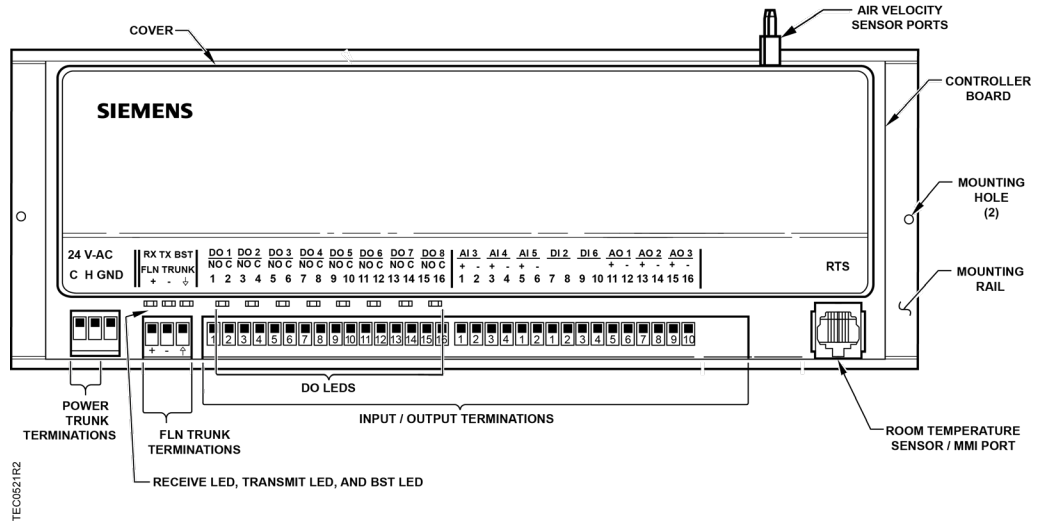 AIR VELOCITY
SENSOR PORTS
COVER
CONTROLLER
BOARD
SIEMENS
MOUNTING
HOLE
(2)
24 V-AC
C H GND
RX TX BST
FLN TRUNK
+ -
DO 1 DO 2 DO 3 DO 4 DO 5 DO 6 DO 7 DO 8
NO C NO C NO C NO C NO C NO C NO C NO C
1 2 3 4 5 6 7 8 9 10 11 12 13 14 15 16
AI 3 AI 4 AI 5 DI 2 DI 6 AO 1 AO 2 AO 3
+ - + - + - + - + - + -
1 2 3 4 5 6 7 8 9 10 11 12 13 14 15 16
RTS
MOUNTING
RAIL
1 2 3 4 5 6 7 8 9 10 11 12 13 14 15 16 1 2 3 4 1 2 1 2 3 4 5 6 7 8 9 10
+ -
DO LEDS
POWER
TRUNK
TERMINATIONS
FLN TRUNK
TERMINATIONS
INPUT / OUTPUT TERMINATIONS
ROOM TEMPERATURE
SENSOR / MMI PORT
RECEIVE LED, TRANSMIT LED, AND BST LED
TEC0521R2